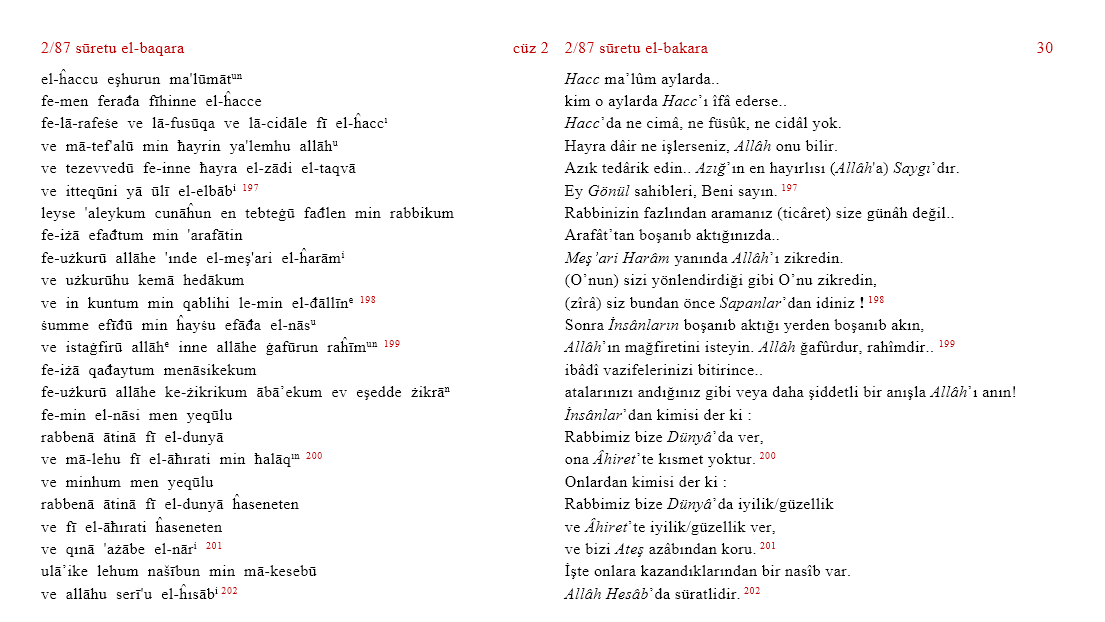 2/87 sūretu el-baqara
cüz 2
el-ĥaccu eşhurun ma'lūmātᵘⁿ
fe-men ferađa fīhinne el-ĥacce
fe-lā-rafeśe ve lā-fusūqa ve lā-cidāle fī el-ĥaccⁱ
ve mā-tef'alū min ħayrin ya'lemhu allāhᵘ
ve tezevvedū fe-inne ħayra el-zādi el-taqvā
ve itteqūni yā ūlī el-elbābⁱ 197
leyse 'aleykum cunāĥun en tebteġū fađlen min rabbikum
fe-iżā efađtum min 'arafātin
fe-użkurū allāhe 'ınde el-meş'ari el-ĥarāmⁱ
ve użkurūhu kemā hedākum
ve in kuntum min qablihi le-min el-đāllīnᵉ 198
śumme efīđū min ĥayśu efāđa el-nāsᵘ
ve istaġfirū allāhᵉ inne allāhe ġafūrun raĥīmᵘⁿ 199
fe-iżā qađaytum menāsikekum
fe-użkurū allāhe ke-żikrikum ābā’ekum ev eşedde żikrāⁿ
fe-min el-nāsi men yeqūlu
rabbenā ātinā fī el-dunyā
ve mā-lehu fī el-āħırati min ħalāqⁱⁿ 200
ve minhum men yeqūlu
rabbenā ātinā fī el-dunyā ĥaseneten
ve fī el-āħırati ĥaseneten
ve qınā 'ażābe el-nārⁱ 201
ulā’ike lehum našībun min mā-kesebū
ve allāhu serī'u el-ĥısābⁱ 202
2/87 sūretu el-bakara
30
Hacc ma’lûm aylarda..
kim o aylarda Hacc’ı îfâ ederse..
Hacc’da ne cimâ, ne füsûk, ne cidâl yok.
Hayra dâir ne işlerseniz, Allâh onu bilir.
Azık tedârik edin.. Azığ’ın en hayırlısı (Allâh'a) Saygı’dır.
Ey Gönül sahibleri, Beni sayın. 197
Rabbinizin fazlından aramanız (ticâret) size günâh değil..
Arafât’tan boşanıb aktığınızda..
Meş’ari Harâm yanında Allâh’ı zikredin.
(O’nun) sizi yönlendirdiği gibi O’nu zikredin,
(zîrâ) siz bundan önce Sapanlar’dan idiniz ! 198
Sonra İnsânların boşanıb aktığı yerden boşanıb akın,
Allâh’ın mağfiretini isteyin. Allâh ğafûrdur, rahîmdir.. 199
ibâdî vazifelerinizi bitirince..
atalarınızı andığınız gibi veya daha şiddetli bir anışla Allâh’ı anın!
İnsânlar’dan kimisi der ki :
Rabbimiz bize Dünyâ’da ver,
ona Âhiret’te kısmet yoktur. 200
Onlardan kimisi der ki :
Rabbimiz bize Dünyâ’da iyilik/güzellik
ve Âhiret’te iyilik/güzellik ver,
ve bizi Ateş azâbından koru. 201
İşte onlara kazandıklarından bir nasîb var.
Allâh Hesâb’da süratlidir. 202